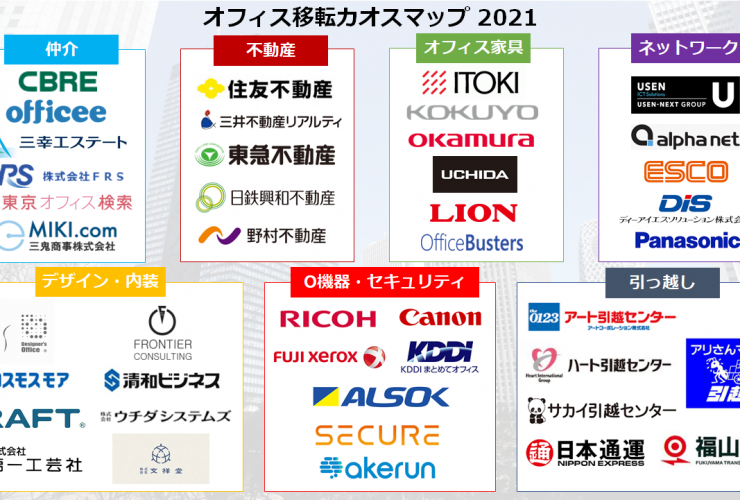 オフィス移転カオスマップ 2021
仲介
CBRE
officee
三幸エステート
RS 株式会社FRS
東京オフィス検索
MIKI.com
三鬼商事株式会社
不動産
住友不動産
三井不動産リアルティ
東急不動産
日鉄興和不動産
野村不動産
オフィス家具
ITOKI
KOKUYO
okamura
UCHIDA
LION
OfficeBusters
ネットワーク
USEN
ICT Solutions
USEN-NEXT GROUP
U
alpha net
ESCO
DiS
ディーアイエスソリューション株式会
Panasonic
デザイン・内装
S
Designer's
Office
FRONTIER
CONSULTING
コスモスモア
清和ビジネス
RAFT
株式会社 ウチダシステムズ
式会社
第一工芸社
株式会社 文祥堂
O機器・セキュリティ
RICOH
Canon
FUJI XEROX
KDDI
KDDI まとめてオフィス
ALSOK
SECURE
akerun
引っ越し
the
0123
アート引越センター
アートコーポレーション株式会社
Heart International
Group
ハート引越センター
アリさんマ
引越
サカイ引越センター
通
日本通運
NIPPON EXPRESS
福山
FUKUYAMA TRANS